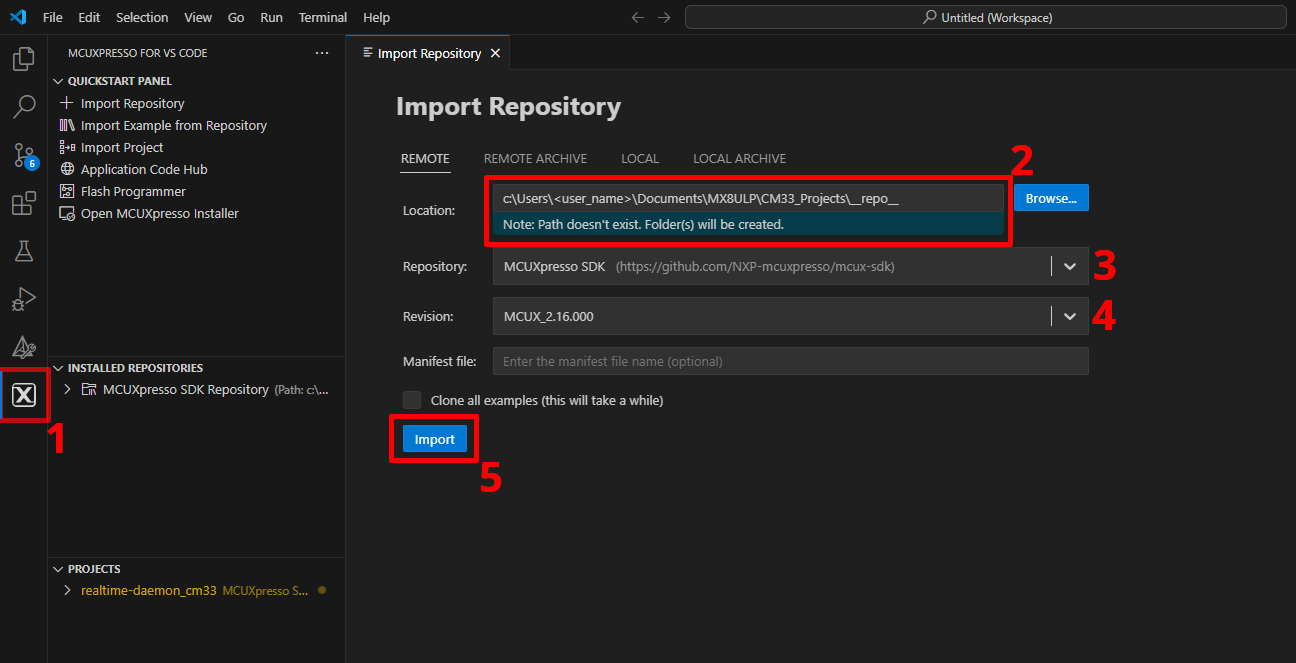 File Edit Selection View Go Run Terminal Help
Untitled (Workspace)
MCUXPRESSO FOR VS CODE
QUICKSTART PANEL
Import Repository
Import Example from Repository
Import Project
Application Code Hub
Flash Programmer
Open MCUXpresso Installer
INSTALLED REPOSITORIES
MCUXpresso SDK Repository (Path: c:\...
PROJECTS
realtime-daemon_cm33 MCUXpresso S...
6
1
Import Repository
Import Repository
REMOTE REMOTE ARCHIVE LOCAL LOCAL ARCHIVE
2
Location: c:\Users\<user_name>\Documents\MX8ULP\CM33_Projects\__repo__ Browse...
Note: Path doesn't exist. Folder(s) will be created.
Repository: MCUXpresso SDK (https://github.com/NXP-mcuxpresso/mcux-sdk) 3
Revision: MCUX_2.16.000 4
Manifest file: Enter the manifest file name (optional)
Clone all examples (this will take a while)
Import
5